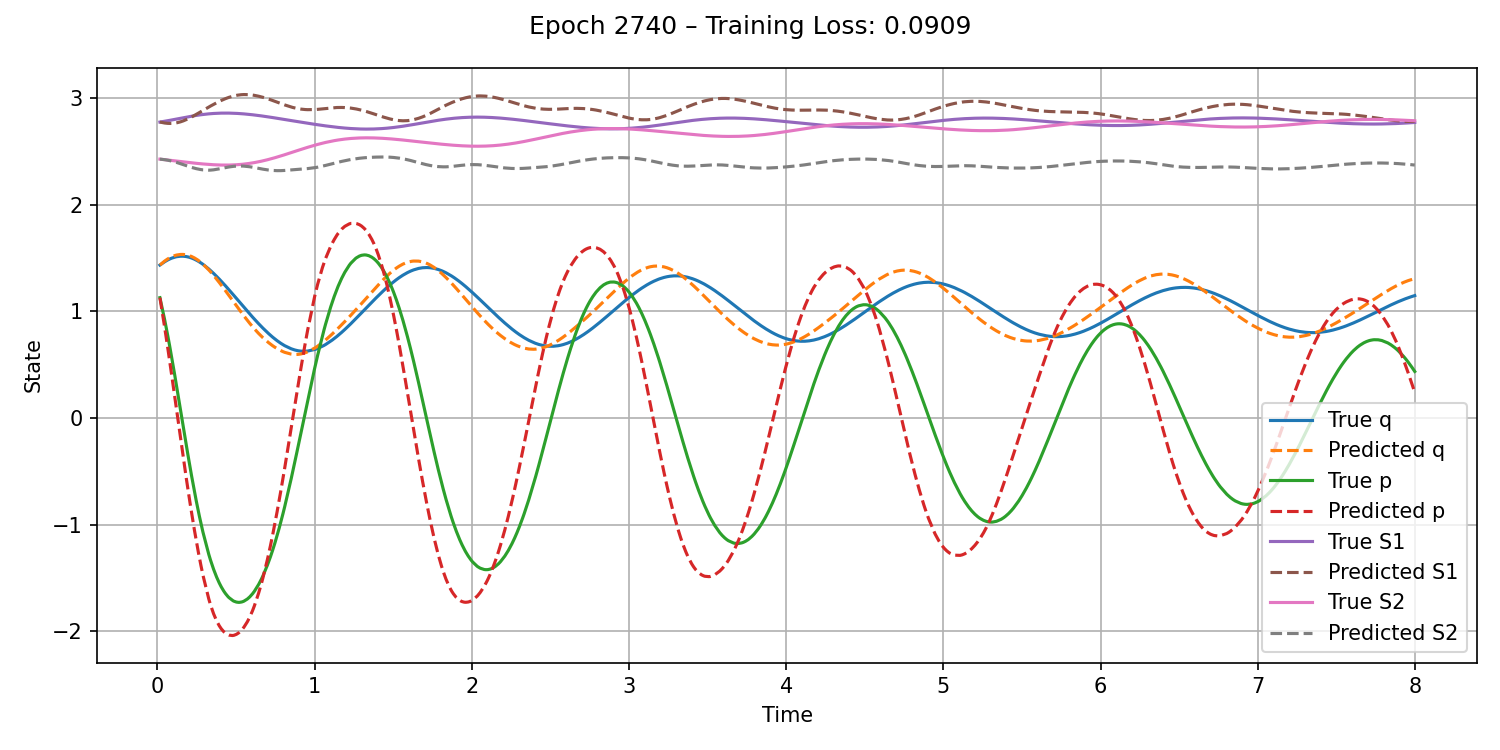 Epoch 2740 – Training Loss: 0.0909
3
2
1
0
−1
−2
State
0 1 2 3 4 5 6 7 8
Time
True q
Predicted q
True p
Predicted p
True S1
Predicted S1
True S2
Predicted S2